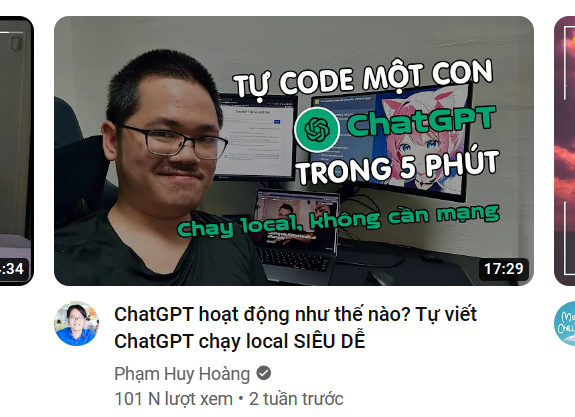 TỰ CODE MỘT CON
ChatGPT
TRONG 5 PHÚT
Chạy local, không cần mạng
:34
17:29
ChatGPT hoạt động như thế nào? Tự viết
ChatGPT chạy local SIÊU DỄ
Phạm Huy Hoàng
101 N lượt xem • 2 tuần trước